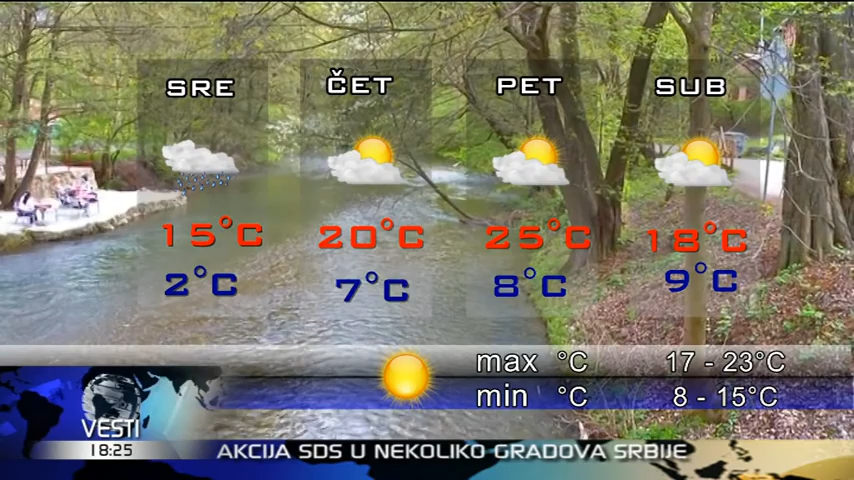 SRE ČET PET SUB
15°C 20°C 25°C 18°C
2°C 7°C 8°C 9°C
max °C 17 - 23°C
min °C 8 - 15°C
VESTI
18:25 AKCIJA SDS U NEKOLIKO GRADOVA SRBIJE